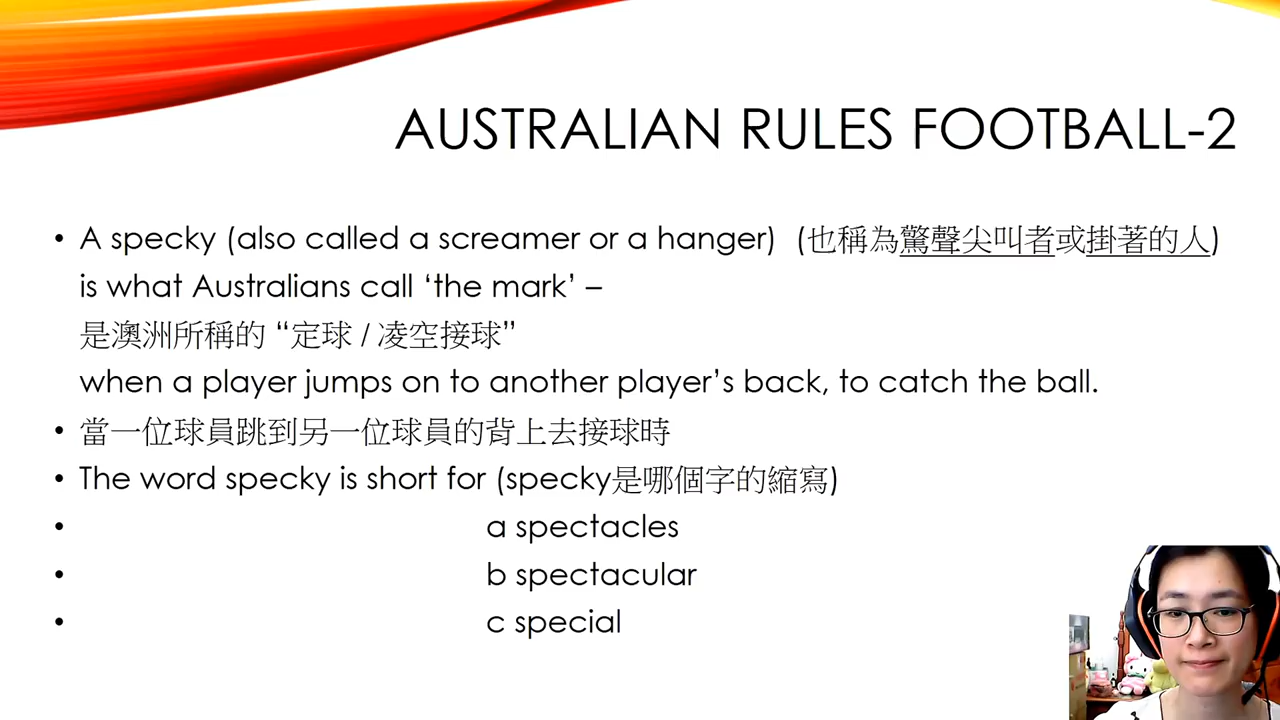 AUSTRALIAN RULES FOOTBALL-2
• A specky (also called a screamer or a hanger) (也稱為驚聲尖叫者或掛著的人)
is what Australians call ‘the mark’ –
是澳洲所稱的 “定球 / 凌空接球”
when a player jumps on to another player’s back, to catch the ball.
• 當一位球員跳到另一位球員的背上去接球時
• The word specky is short for (specky是哪個字的縮寫)
• a spectacles
• b spectacular
• c special